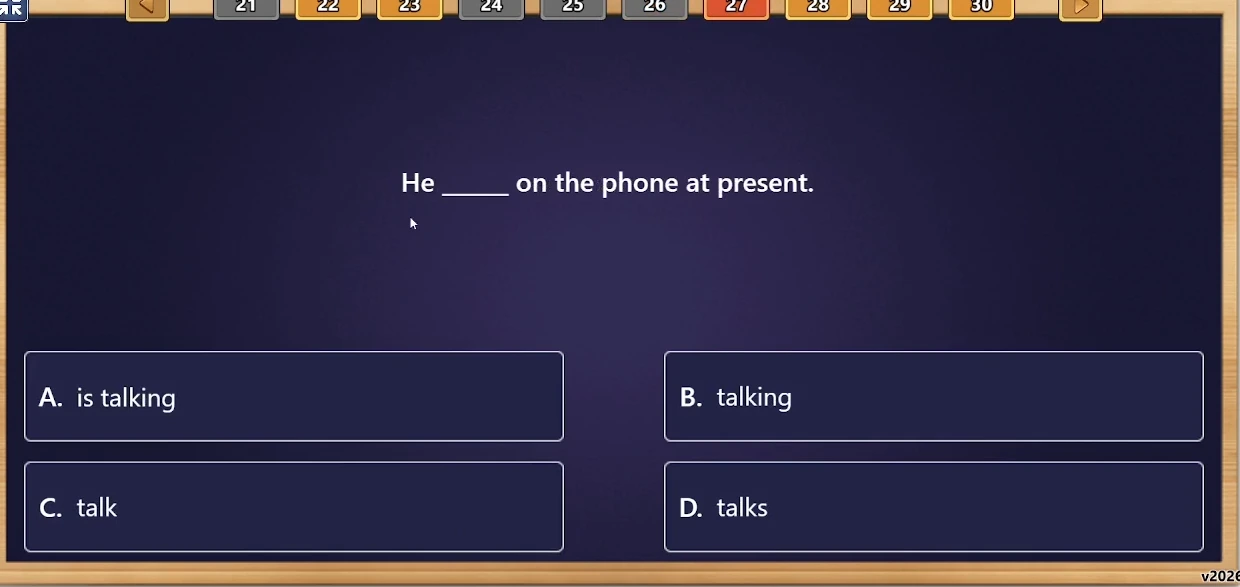 21 22 23 24 25 26 27 28 29 30
He _____ on the phone at present.
A. is talking
B. talking
C. talk
D. talks
v2026